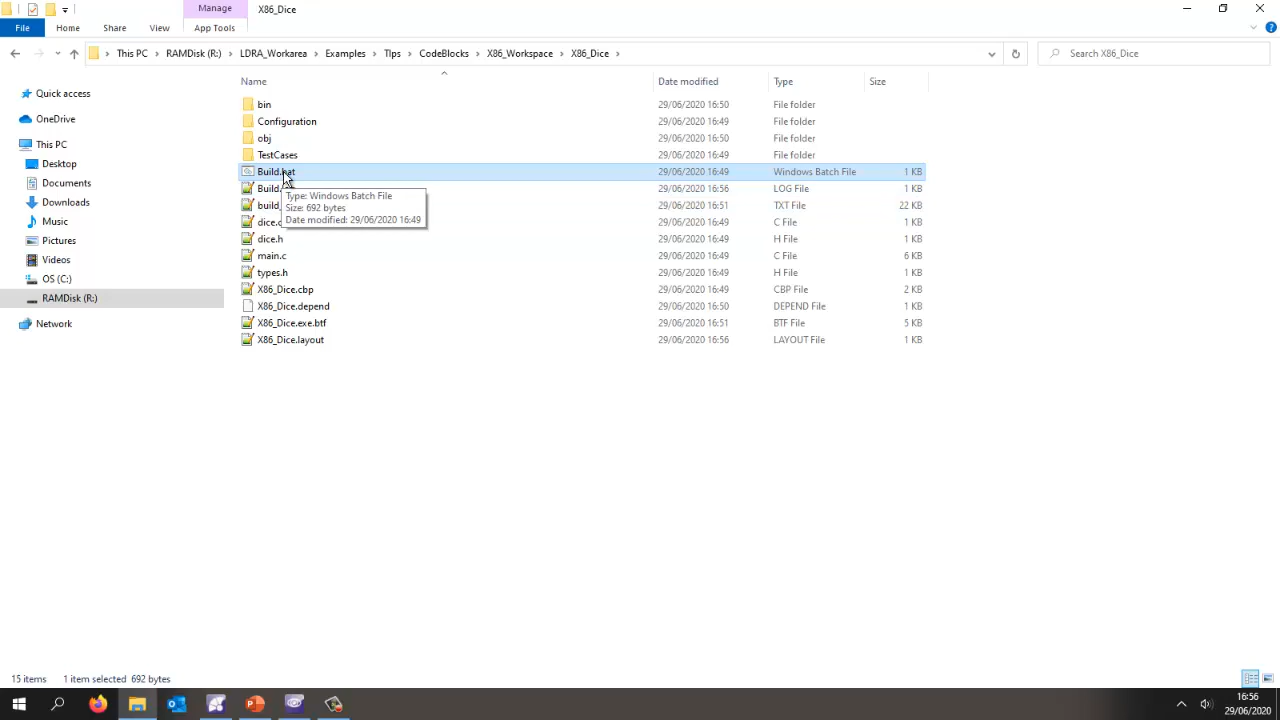 Manage
X86_Dice
File
Home
Share
View
App Tools
This PC
RAMDisk (R:)
LDRA_Workarea
Examples
TIps
CodeBlocks
X86_Workspace
X86_Dice
Search X86_Dice
Quick access
OneDrive
This PC
Desktop
Documents
Downloads
Music
Pictures
Videos
OS (C:)
RAMDisk (R:)
Network
Name Date modified Type Size
bin 29/06/2020 16:50 File folder
Configuration 29/06/2020 16:49 File folder
obj 29/06/2020 16:50 File folder
TestCases 29/06/2020 16:49 File folder
Build.bat 29/06/2020 16:49 Windows Batch File 1 KB
Build. 29/06/2020 16:56 LOG File 1 KB
build_ 29/06/2020 16:51 TXT File 22 KB
dice.c 29/06/2020 16:49 C File 1 KB
dice.h 29/06/2020 16:49 H File 1 KB
main.c 29/06/2020 16:49 C File 6 KB
types.h 29/06/2020 16:49 H File 1 KB
X86_Dice.cbp 29/06/2020 16:49 CBP File 2 KB
X86_Dice.depend 29/06/2020 16:50 DEPEND File 1 KB
X86_Dice.exe.btf 29/06/2020 16:51 BTF File 5 KB
X86_Dice.layout 29/06/2020 16:56 LAYOUT File 1 KB
Type: Windows Batch File
Size: 692 bytes
Date modified: 29/06/2020 16:49
15 items 1 item selected 692 bytes
16:56
29/06/2020